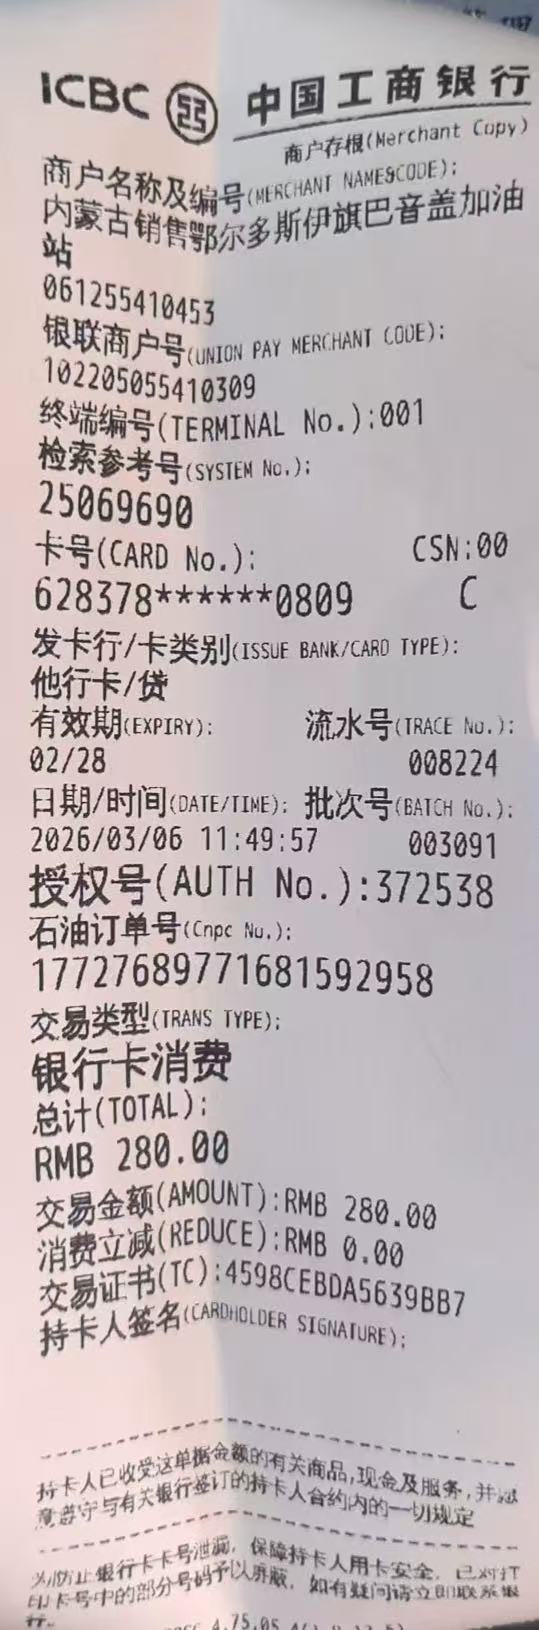 ICBC 中国工商银行
商户存根(Merchant Copy)
商户名称及编号(MERCHANT NAME&CODE):
内蒙古销售鄂尔多斯伊旗巴音盖加油
站
061255410453
银联商户号(UNION PAY MERCHANT CODE):
102205055410309
终端编号(TERMINAL No.):001
检索参考号(SYSTEM No.):
25069690
卡号(CARD No.): CSN:00
628378******0809 C
发卡行/卡类别(ISSUE BANK/CARD TYPE):
他行卡/贷
有效期(EXPIRY): 流水号(TRACE No.):
02/28 008224
日期/时间(DATE/TIME): 批次号(BATCH No.):
2026/03/06 11:49:57 003091
授权号(AUTH No.):372538
石油订单号(Cnpc No.):
17727689771681592958
交易类型(TRANS TYPE):
银行卡消费
总计(TOTAL):
RMB 280.00
交易金额(AMOUNT):RMB 280.00
消费立减(REDUCE):RMB 0.00
交易证书(TC):4598CEBDA5639BB7
持卡人签名(CARDHOLDER SIGNATURE):
持卡人已收受这单据金额的有关商品,现金及服务,并同
意遵守与有关银行签订的持卡人合约内的一切规定
为防止银行卡卡号泄漏, 保障持卡人用卡安全, 已对打
印卡号中的部分号码予以屏蔽, 如有疑问请立即联系银
行.